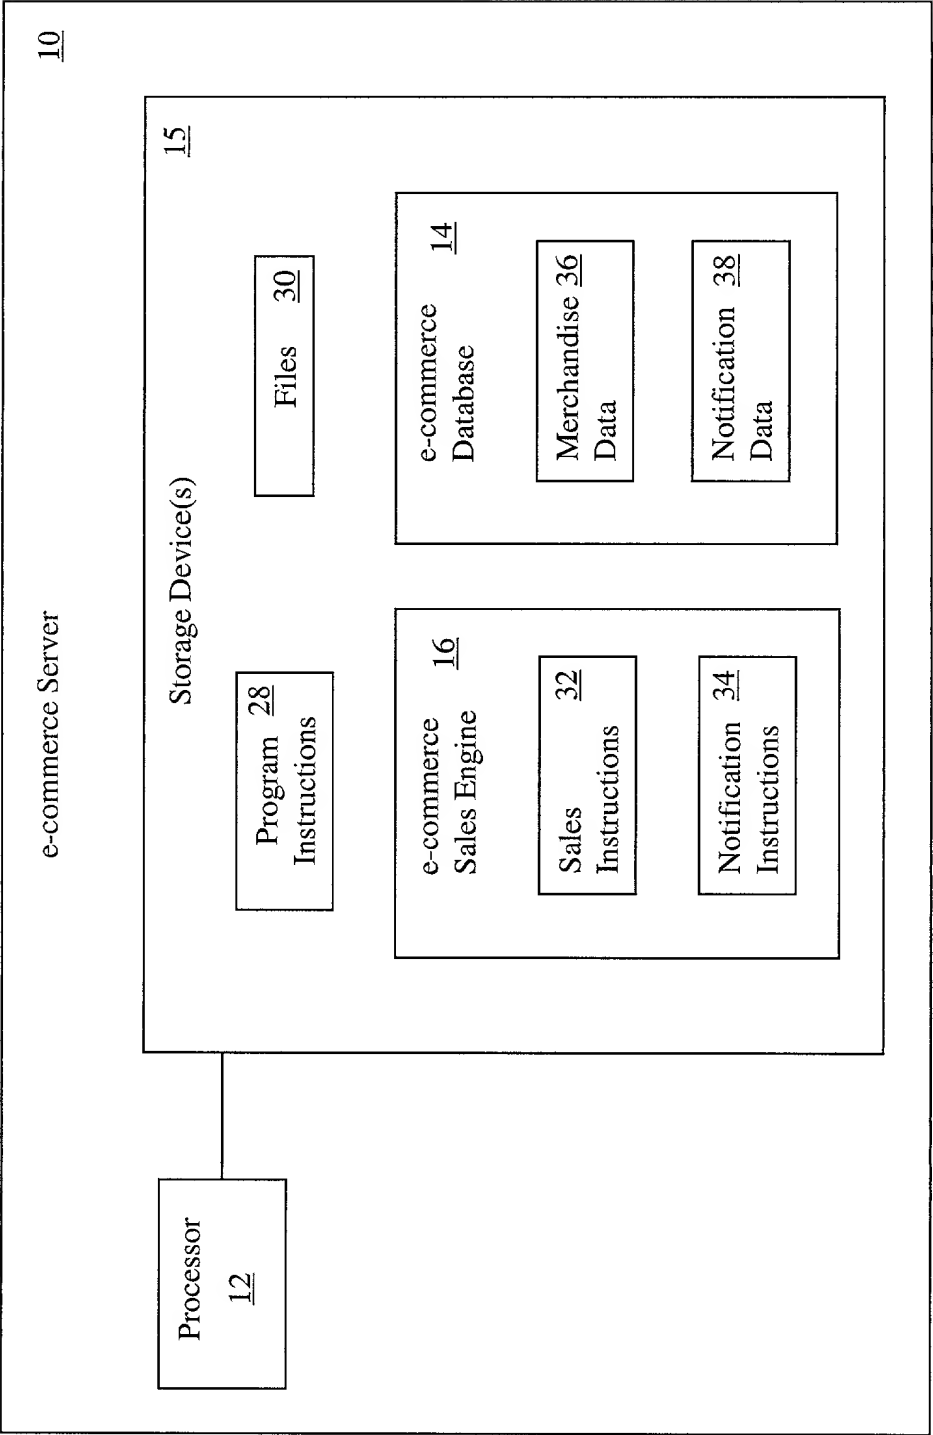 e-commerce Server
10
Processor
12
Storage Device(s)
15
Program 28
Instructions
Files 30
e-commerce
Sales Engine 16
Sales 32
Instructions
Notification 34
Instructions
e-commerce 14
Database
Merchandise 36
Data
Notification 38
Data